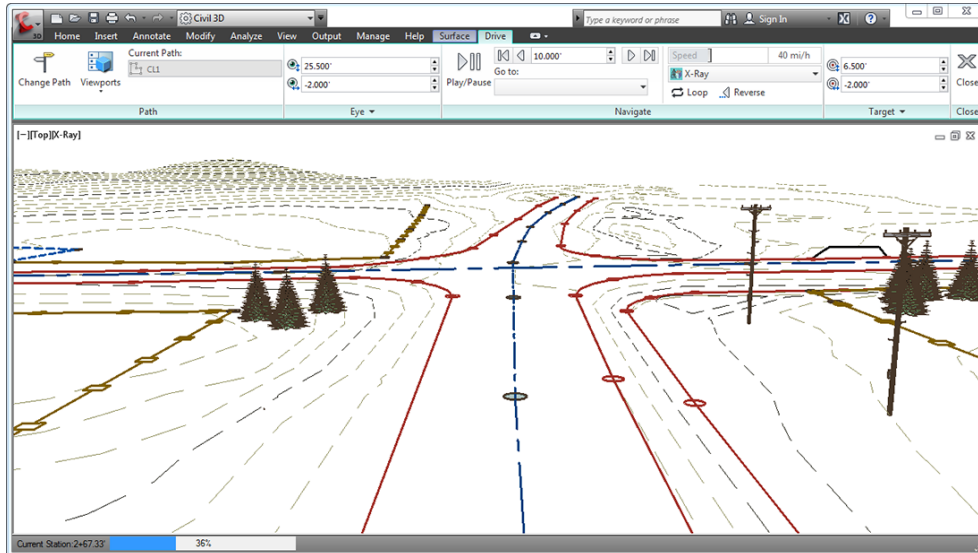 Civil 3D
Type a keyword or phrase
Sign In
3D
Home Insert Annotate Modify Analyze View Output Manage Help Surface Drive
Change Path
Viewports
Current Path:
CL1
Path
25.500'
-2.000'
Eye
Play/Pause
10.000'
Go to:
Speed
40 mi/h
X-Ray
Loop
Reverse
Navigate
6.500'
-2.000'
Target
Close
Close
[−][Top][X-Ray]
Current Station:2+67.33'
36%